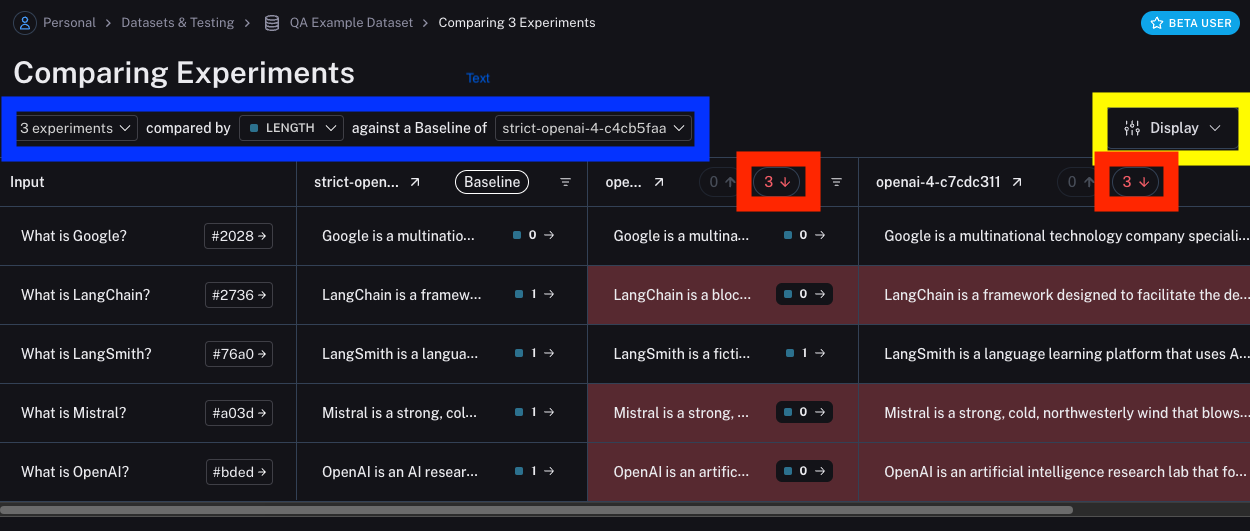 Personal > Datasets & Testing > QA Example Dataset > Comparing 3 Experiments
BETA USER
Comparing Experiments
Text
3 experiments compared by LENGTH against a Baseline of strict-openai-4-c4cb5faa
Display
Input strict-open... ↗ Baseline ope... ↗ 0 ↑ 3 ↓ openai-4-c7cdc311 ↗ 0 ↑ 3 ↓
What is Google? #2028 → Google is a multinatio... 0 → Google is a multina... 0 → Google is a multinational technology company speciali...
What is LangChain? #2736 → LangChain is a framew... 1 → LangChain is a bloc... 0 → LangChain is a framework designed to facilitate the de...
What is LangSmith? #76a0 → LangSmith is a langua... 1 → LangSmith is a ficti... 1 → LangSmith is a language learning platform that uses A...
What is Mistral? #a03d → Mistral is a strong, col... 1 → Mistral is a strong, ... 0 → Mistral is a strong, cold, northwesterly wind that blows...
What is OpenAI? #bded → OpenAI is an AI resear... 1 → OpenAI is an artific... 0 → OpenAI is an artificial intelligence research lab that fo...